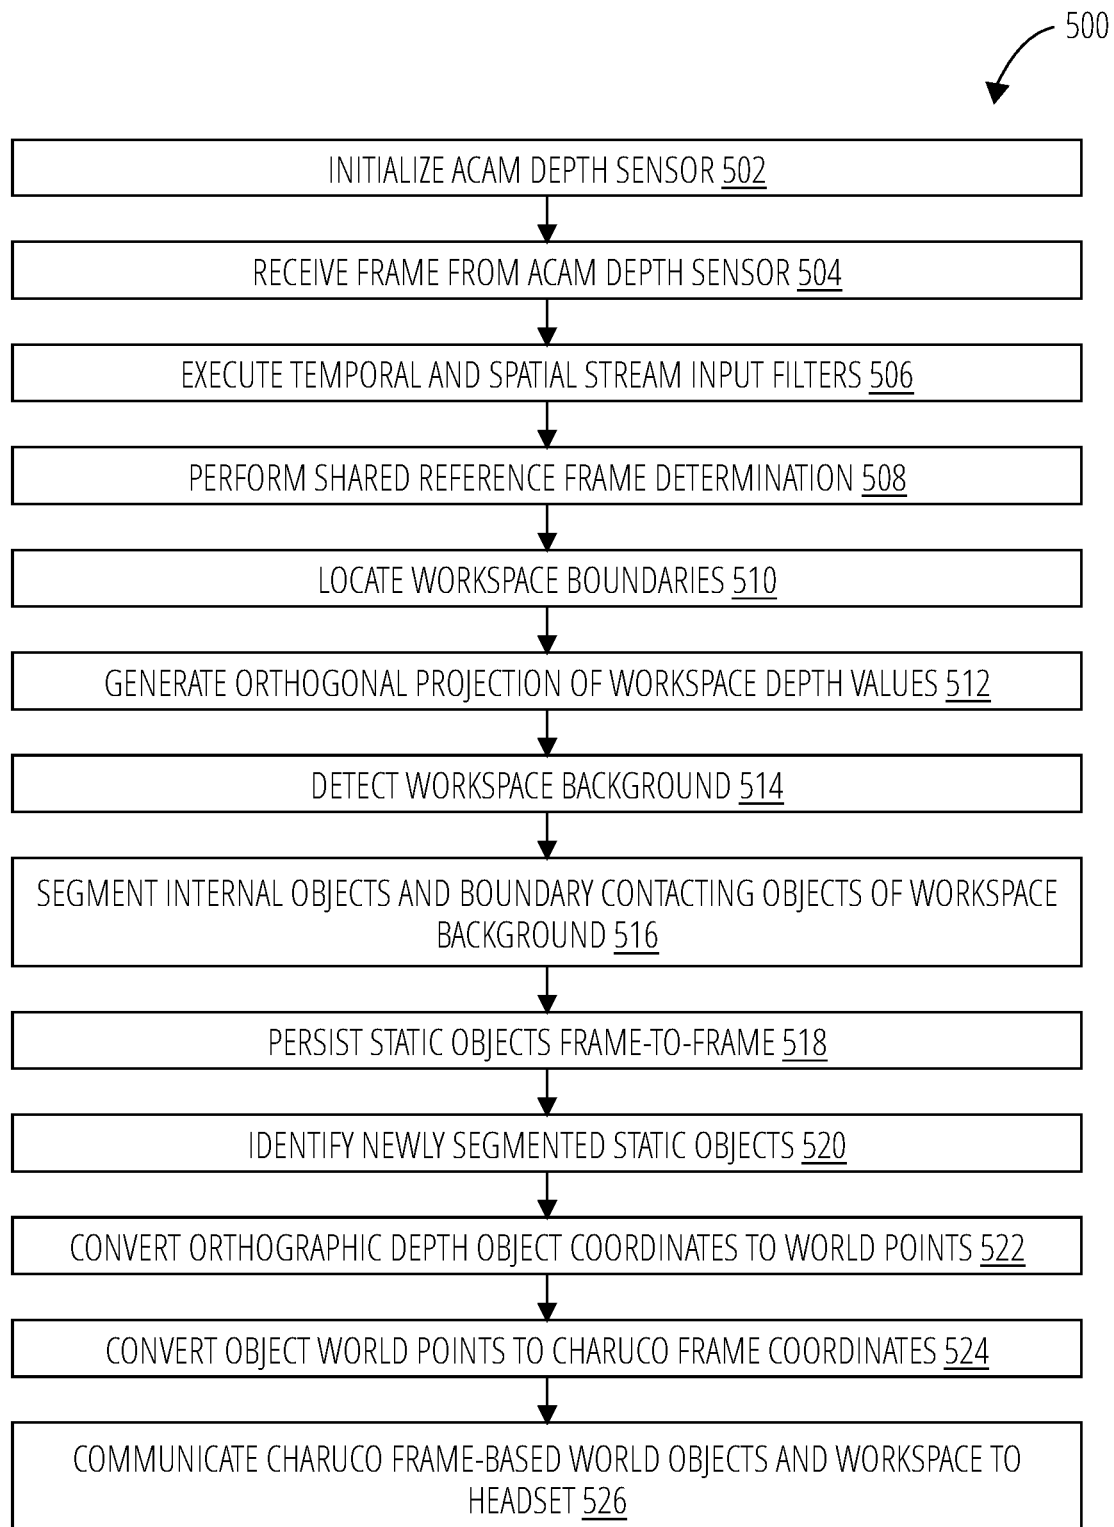 500
INITIALIZE ACAM DEPTH SENSOR 502
RECEIVE FRAME FROM ACAM DEPTH SENSOR 504
EXECUTE TEMPORAL AND SPATIAL STREAM INPUT FILTERS 506
PERFORM SHARED REFERENCE FRAME DETERMINATION 508
LOCATE WORKSPACE BOUNDARIES 510
GENERATE ORTHOGONAL PROJECTION OF WORKSPACE DEPTH VALUES 512
DETECT WORKSPACE BACKGROUND 514
SEGMENT INTERNAL OBJECTS AND BOUNDARY CONTACTING OBJECTS OF WORKSPACE
BACKGROUND 516
PERSIST STATIC OBJECTS FRAME-TO-FRAME 518
IDENTIFY NEWLY SEGMENTED STATIC OBJECTS 520
CONVERT ORTHOGRAPHIC DEPTH OBJECT COORDINATES TO WORLD POINTS 522
CONVERT OBJECT WORLD POINTS TO CHARUCO FRAME COORDINATES 524
COMMUNICATE CHARUCO FRAME-BASED WORLD OBJECTS AND WORKSPACE TO
HEADSET 526